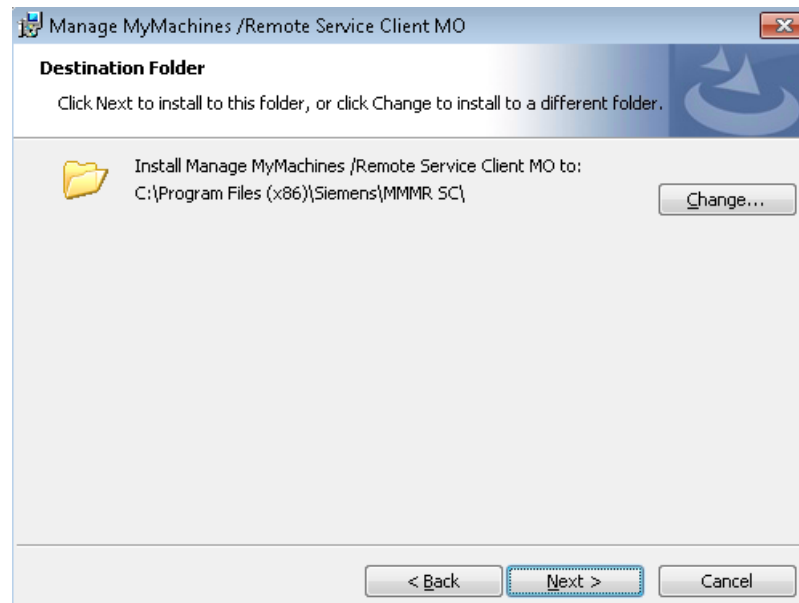 Manage MyMachines /Remote Service Client MO
Destination Folder
Click Next to install to this folder, or click Change to install to a different folder.
Install Manage MyMachines /Remote Service Client MO to:
C:\Program Files (x86)\Siemens\MMMR SC\
Change...
< Back
Next >
Cancel